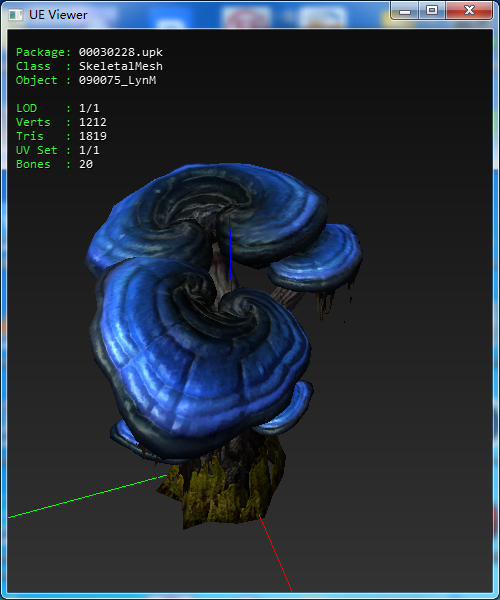 UE Viewer
Package: 00030228.upk
Class : SkeletalMesh
Object : 090075_LynM
LOD : 1/1
Verts : 1212
Tris : 1819
UV Set : 1/1
Bones : 20